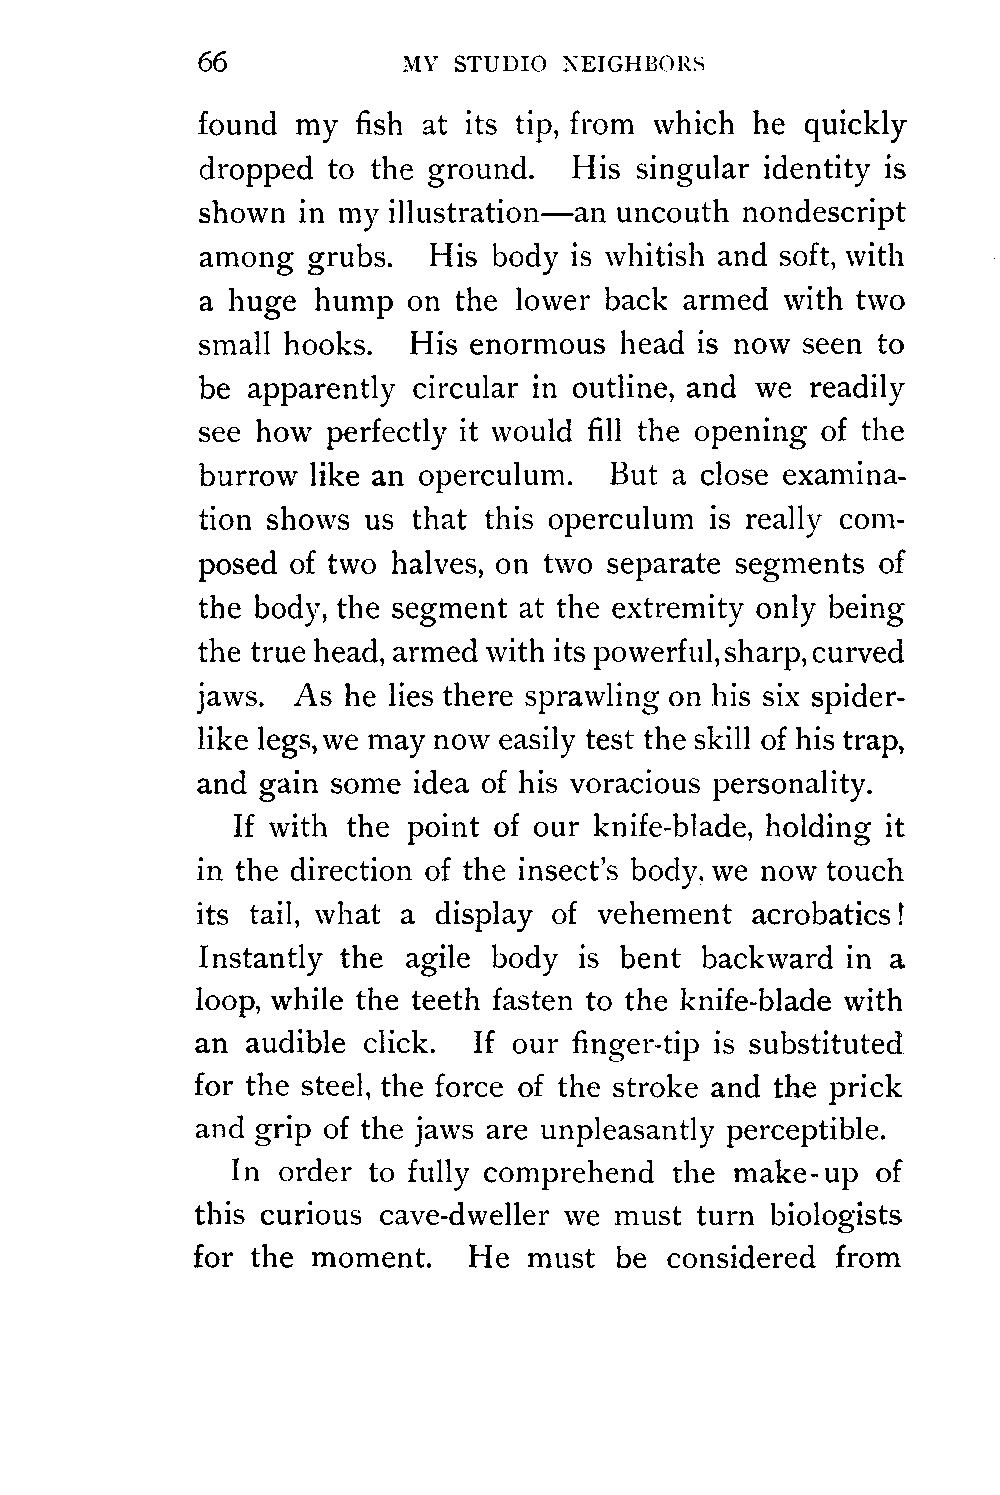 66 MY STUDIO NEIGHBORS
found my fish at its tip, from which he quickly
dropped to the ground. His singular identity is
shown in my illustration—an uncouth nondescript
among grubs. His body is whitish and soft, with
a huge hump on the lower back armed with two
small hooks. His enormous head is now seen to
be apparently circular in outline, and we readily
see how perfectly it would fill the opening of the
burrow like an operculum. But a close examina-
tion shows us that this operculum is really com-
posed of two halves, on two separate segments of
the body, the segment at the extremity only being
the true head, armed with its powerful, sharp, curved
jaws. As he lies there sprawling on his six spider-
like legs, we may now easily test the skill of his trap,
and gain some idea of his voracious personality.
If with the point of our knife-blade, holding it
in the direction of the insect's body, we now touch
its tail, what a display of vehement acrobatics!
Instantly the agile body is bent backward in a
loop, while the teeth fasten to the knife-blade with
an audible click. If our finger-tip is substituted
for the steel, the force of the stroke and the prick
and grip of the jaws are unpleasantly perceptible.
In order to fully comprehend the make-up of
this curious cave-dweller we must turn biologists
for the moment. He must be considered from